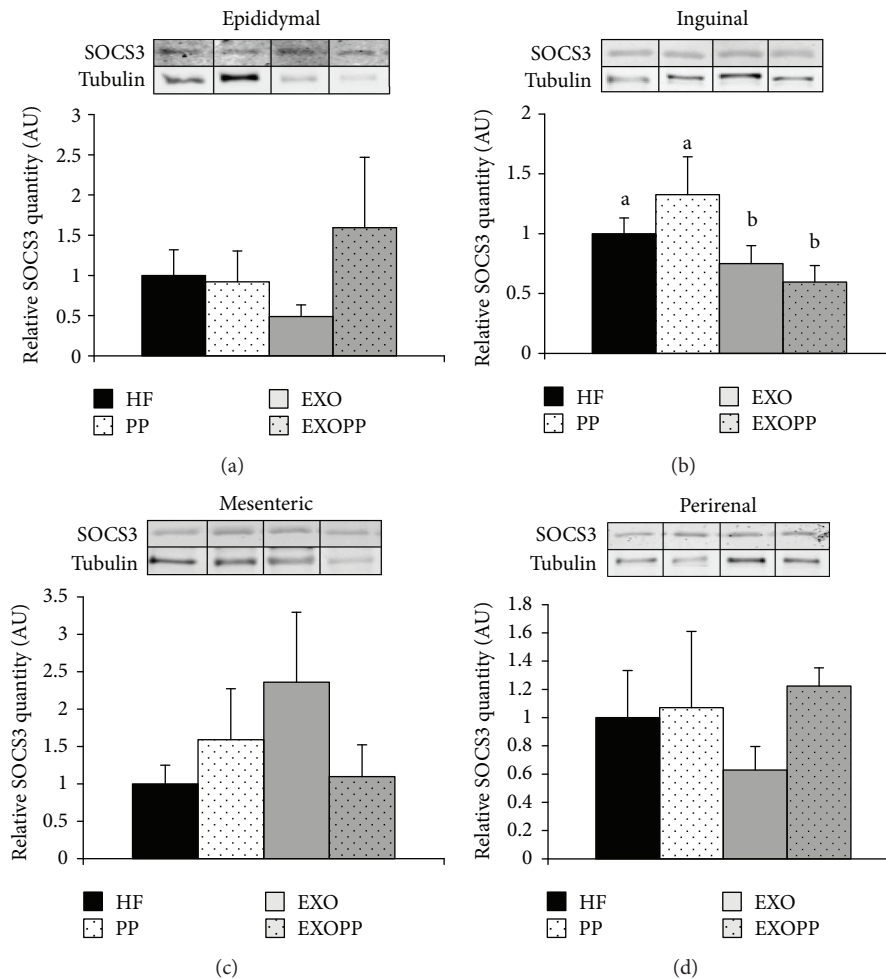 Epididymal
SOCS3
Tubulin
Relative SOCS3 quantity (AU)
3
2.5
2
1.5
1
0.5
0
HF
EXO
PP
EXOPP
(a)
Inguinal
SOCS3
Tubulin
Relative SOCS3 quantity (AU)
2
1.5
1
0.5
0
a
a
b
b
HF
EXO
PP
EXOPP
(b)
Mesenteric
SOCS3
Tubulin
Relative SOCS3 quantity (AU)
3.5
3
2.5
2
1.5
1
0.5
0
HF
EXO
PP
EXOPP
(c)
Perirenal
SOCS3
Tubulin
Relative SOCS3 quantity (AU)
1.8
1.6
1.4
1.2
1
0.8
0.6
0.4
0.2
0
HF
EXO
PP
EXOPP
(d)